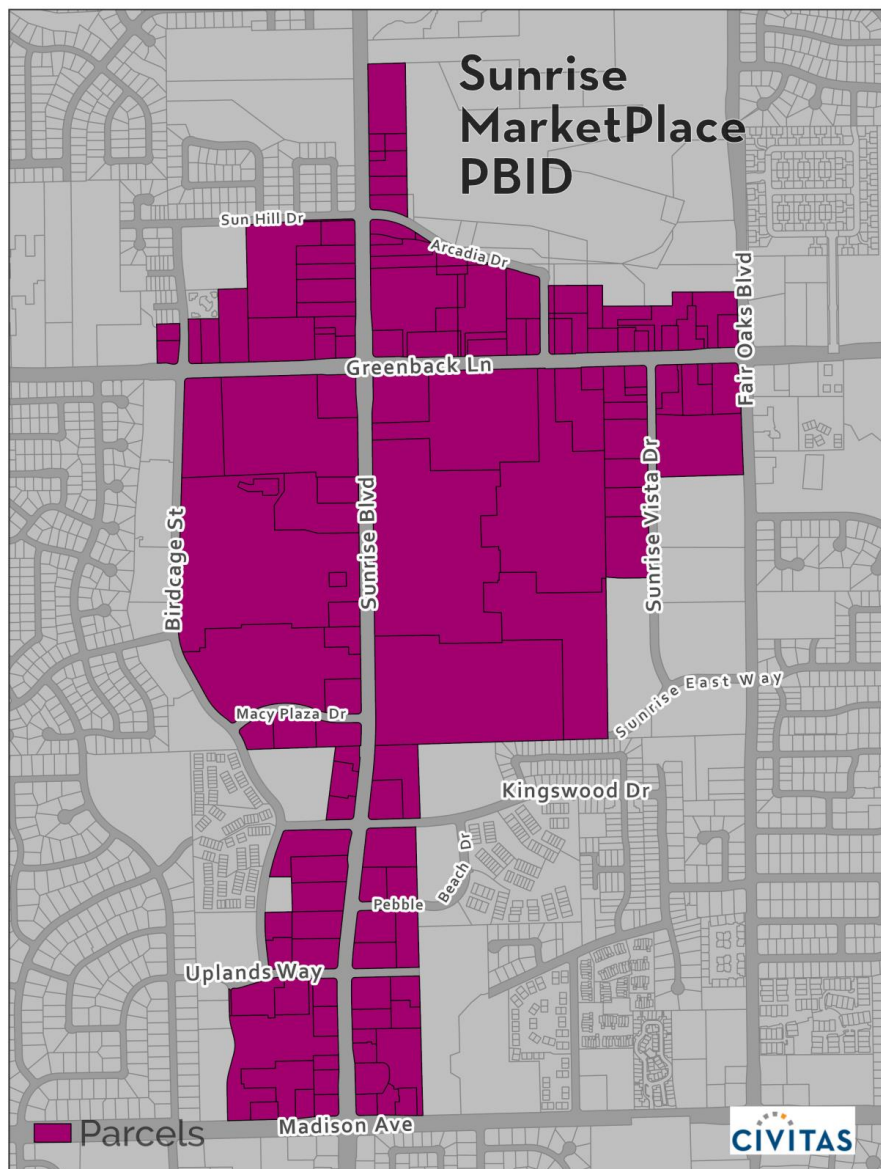 Sunrise
MarketPlace
PBID
Sun Hill Dr
Arcadia Dr
Fair Oaks Blvd
Greenback Ln
Birdcage St
Sunrise Blvd
Sunrise Vista Dr
Sunrise East Way
Macy Plaza Dr
Kingswood Dr
Pebble Beach Dr
Uplands Way
Madison Ave
Parcels
CIVITAS